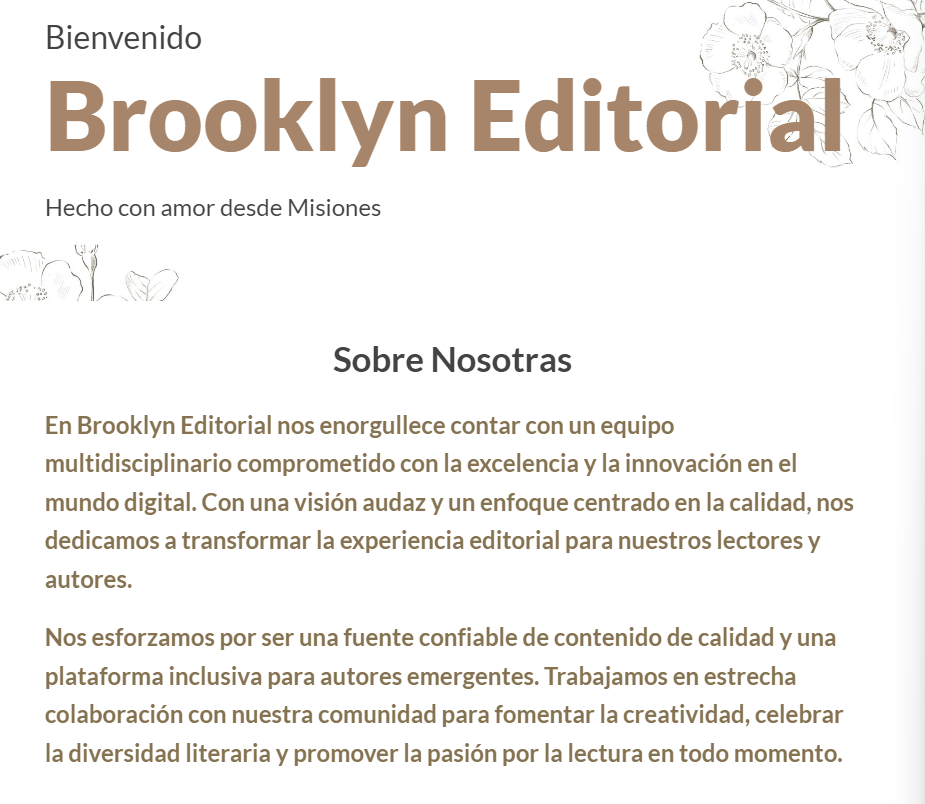 Bienvenido
Brooklyn Editorial
Hecho con amor desde Misiones
Sobre Nosotras
En Brooklyn Editorial nos enorgullece contar con un equipo
multidisciplinario comprometido con la excelencia y la innovación en el
mundo digital. Con una visión audaz y un enfoque centrado en la calidad, nos
dedicamos a transformar la experiencia editorial para nuestros lectores y
autores.
Nos esforzamos por ser una fuente confiable de contenido de calidad y una
plataforma inclusiva para autores emergentes. Trabajamos en estrecha
colaboración con nuestra comunidad para fomentar la creatividad, celebrar
la diversidad literaria y promover la pasión por la lectura en todo momento.